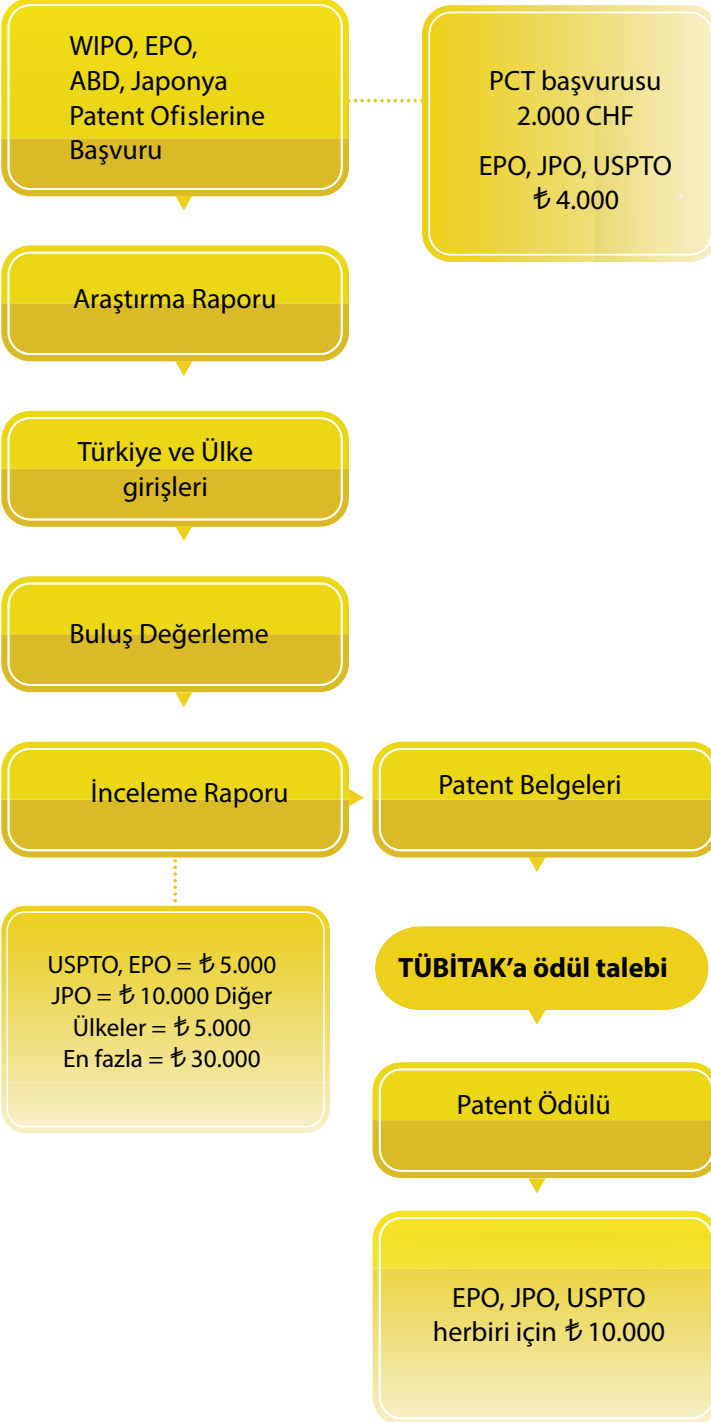 WIPO, EPO,
ABD, Japonya
Patent Ofislerine
Başvuru
PCT başvurusu
2.000 CHF
EPO, JPO, USPTO
₺ 4.000
Araştırma Raporu
Türkiye ve Ülke
girişleri
Buluş Değerleme
İnceleme Raporu
Patent Belgeleri
USPTO, EPO = ₺ 5.000
JPO = ₺ 10.000 Diğer
Ülkeler = ₺ 5.000
En fazla = ₺ 30.000
TÜBİTAK’a ödül talebi
Patent Ödülü
EPO, JPO, USPTO
herbiri için ₺ 10.000